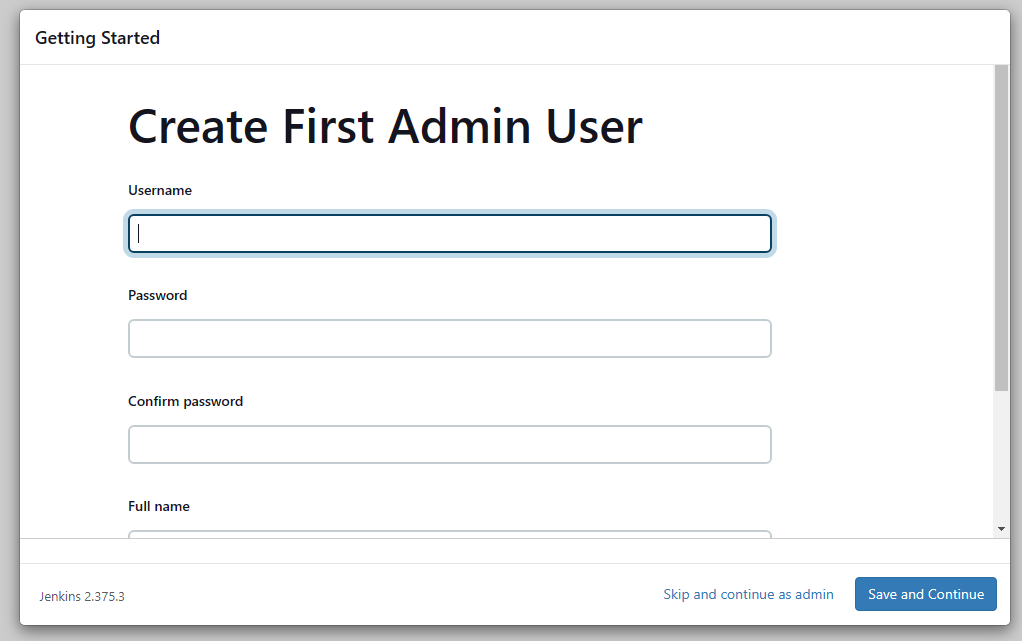 Getting Started
Create First Admin User
Username
Password
Confirm password
Full name
Jenkins 2.375.3
Skip and continue as admin
Save and Continue